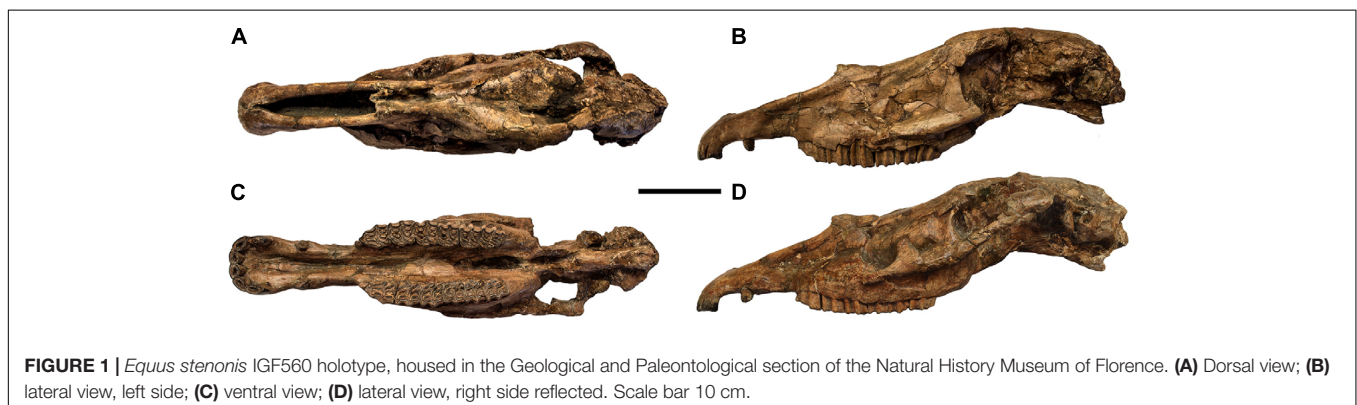 A
B
C
D
FIGURE 1 | Equus stenonis IGF560 holotype, housed in the Geological and Paleontological section of the Natural History Museum of Florence. (A) Dorsal view; (B)
lateral view, left side; (C) ventral view; (D) lateral view, right side reflected. Scale bar 10 cm.